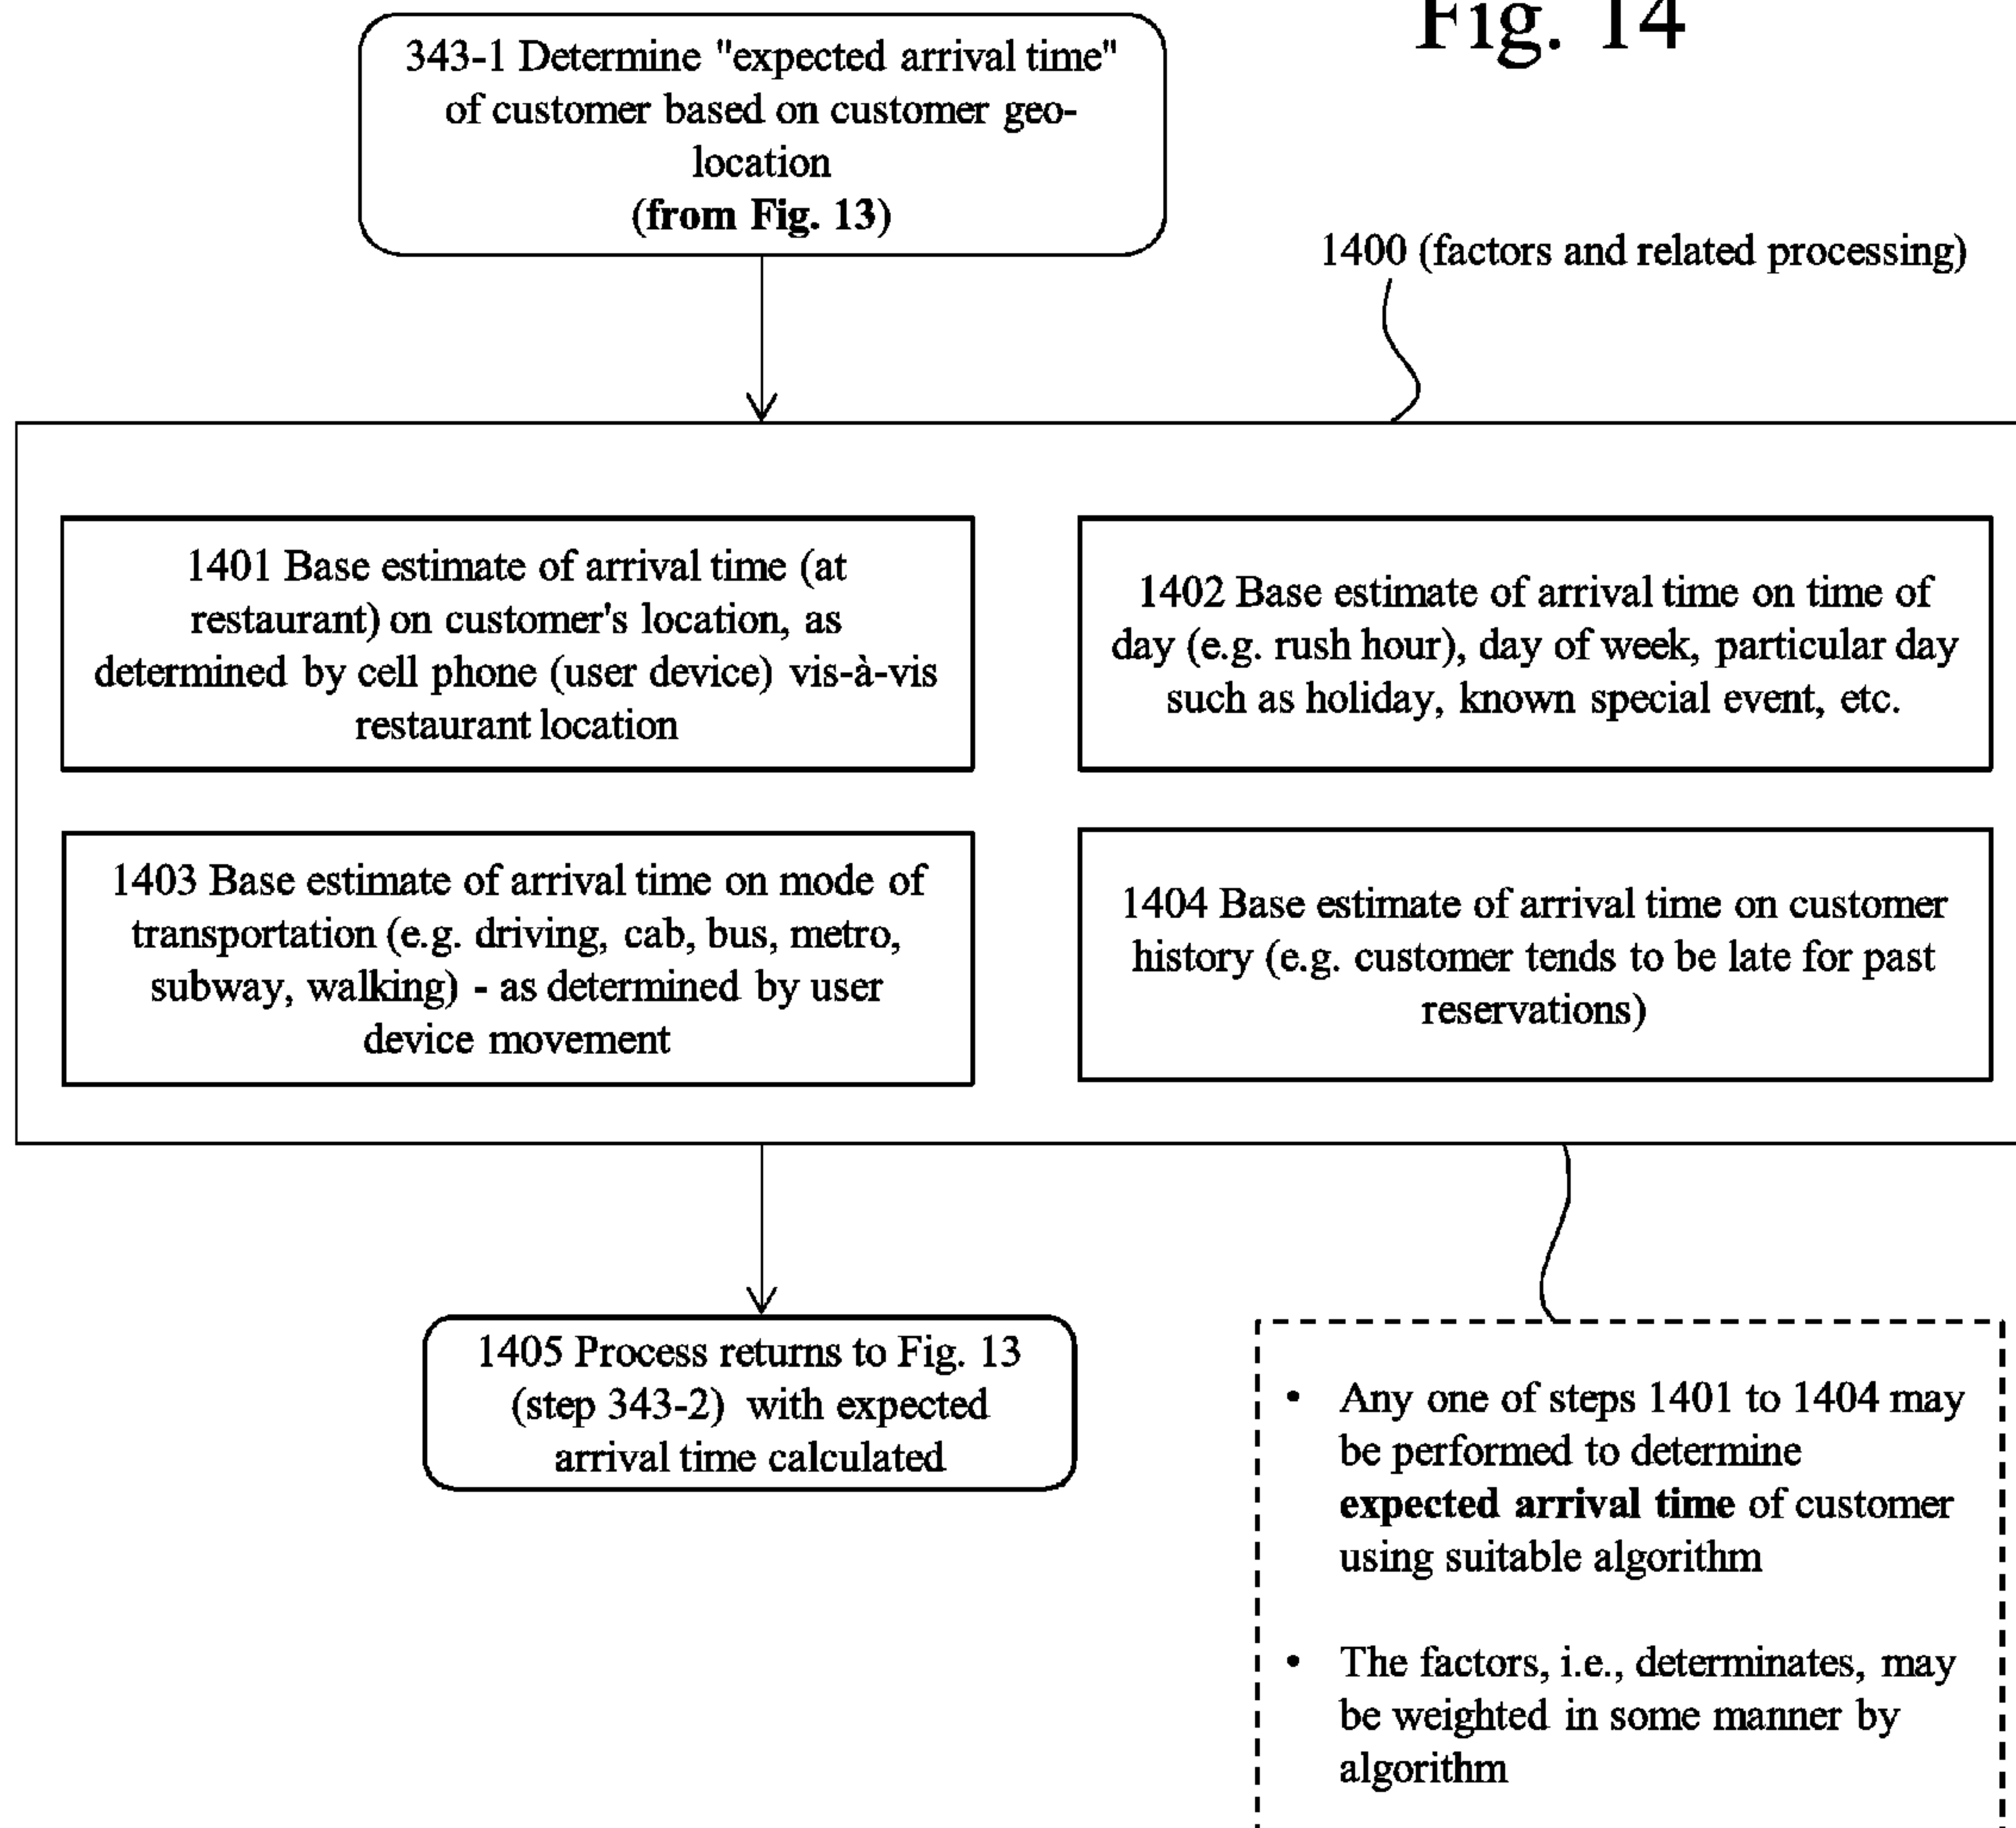 Fig. 14
343-1 Determine "expected arrival time"
of customer based on customer geo-
location
(from Fig. 13)
1400 (factors and related processing)
1401 Base estimate of arrival time (at
restaurant) on customer's location, as
determined by cell phone (user device) vis-à-vis
restaurant location
1402 Base estimate of arrival time on time of
day (e.g. rush hour), day of week, particular day
such as holiday, known special event, etc.
1403 Base estimate of arrival time on mode of
transportation (e.g. driving, cab, bus, metro,
subway, walking) - as determined by user
device movement
1404 Base estimate of arrival time on customer
history (e.g. customer tends to be late for past
reservations)
1405 Process returns to Fig. 13
(step 343-2) with expected
arrival time calculated
• Any one of steps 1401 to 1404 may
be performed to determine
expected arrival time of customer
using suitable algorithm
• The factors, i.e., determinates, may
be weighted in some manner by
algorithm